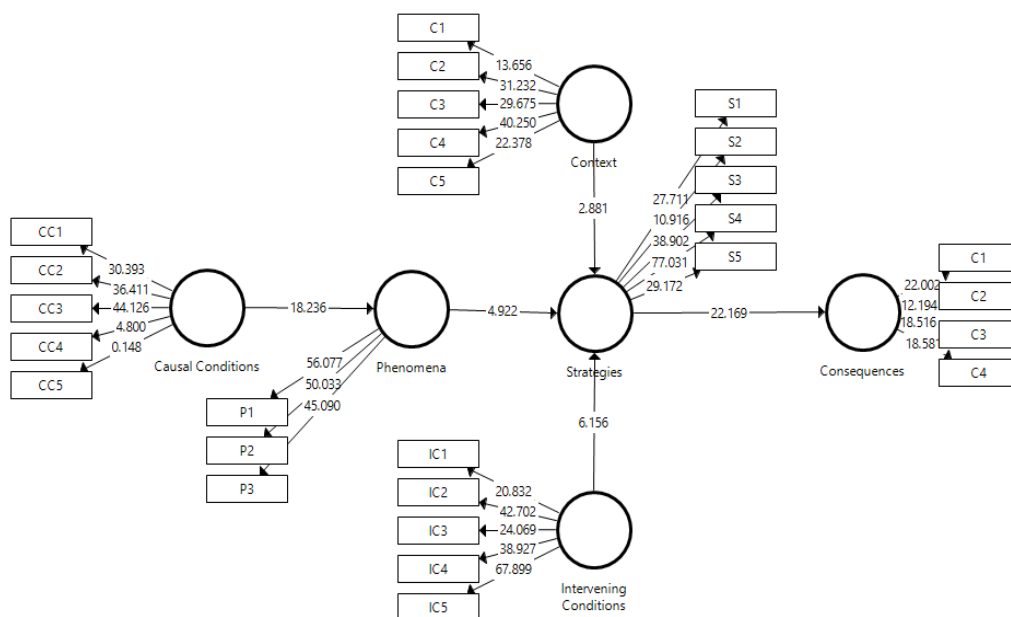 C1
C2
C3
C4
C5
13.656
31.232
29.675
40.250
22.378
Context
2.881
S1
S2
S3
S4
S5
27.711
10.916
38.902
77.031
29.172
CC1
CC2
CC3
CC4
CC5
30.393
36.411
44.126
4.800
0.148
Causal Conditions
18.236
Phenomena
4.922
Strategies
22.169
Consequences
C1
C2
C3
C4
22.002
12.194
18.516
18.581
56.077
50.033
45.090
P1
P2
P3
6.156
IC1
IC2
IC3
IC4
IC5
20.832
42.702
24.069
38.927
67.899
Intervening
Conditions